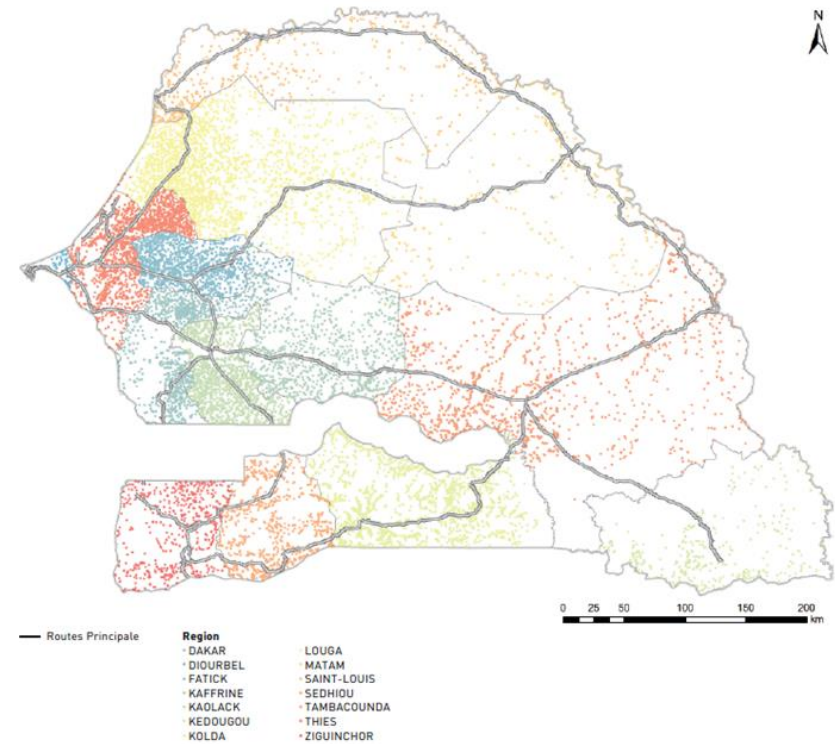 N
0 25 50 100 150 200
km
Routes Principale
Region
DAKAR
DIOURBEL
FATICK
KAFFRINE
KAOLACK
KEDOUGOU
KOLDA
LOUGA
MATAM
SAINT-LOUIS
SEDHIOU
TAMBACOUNDA
THIES
ZIGUINCHOR